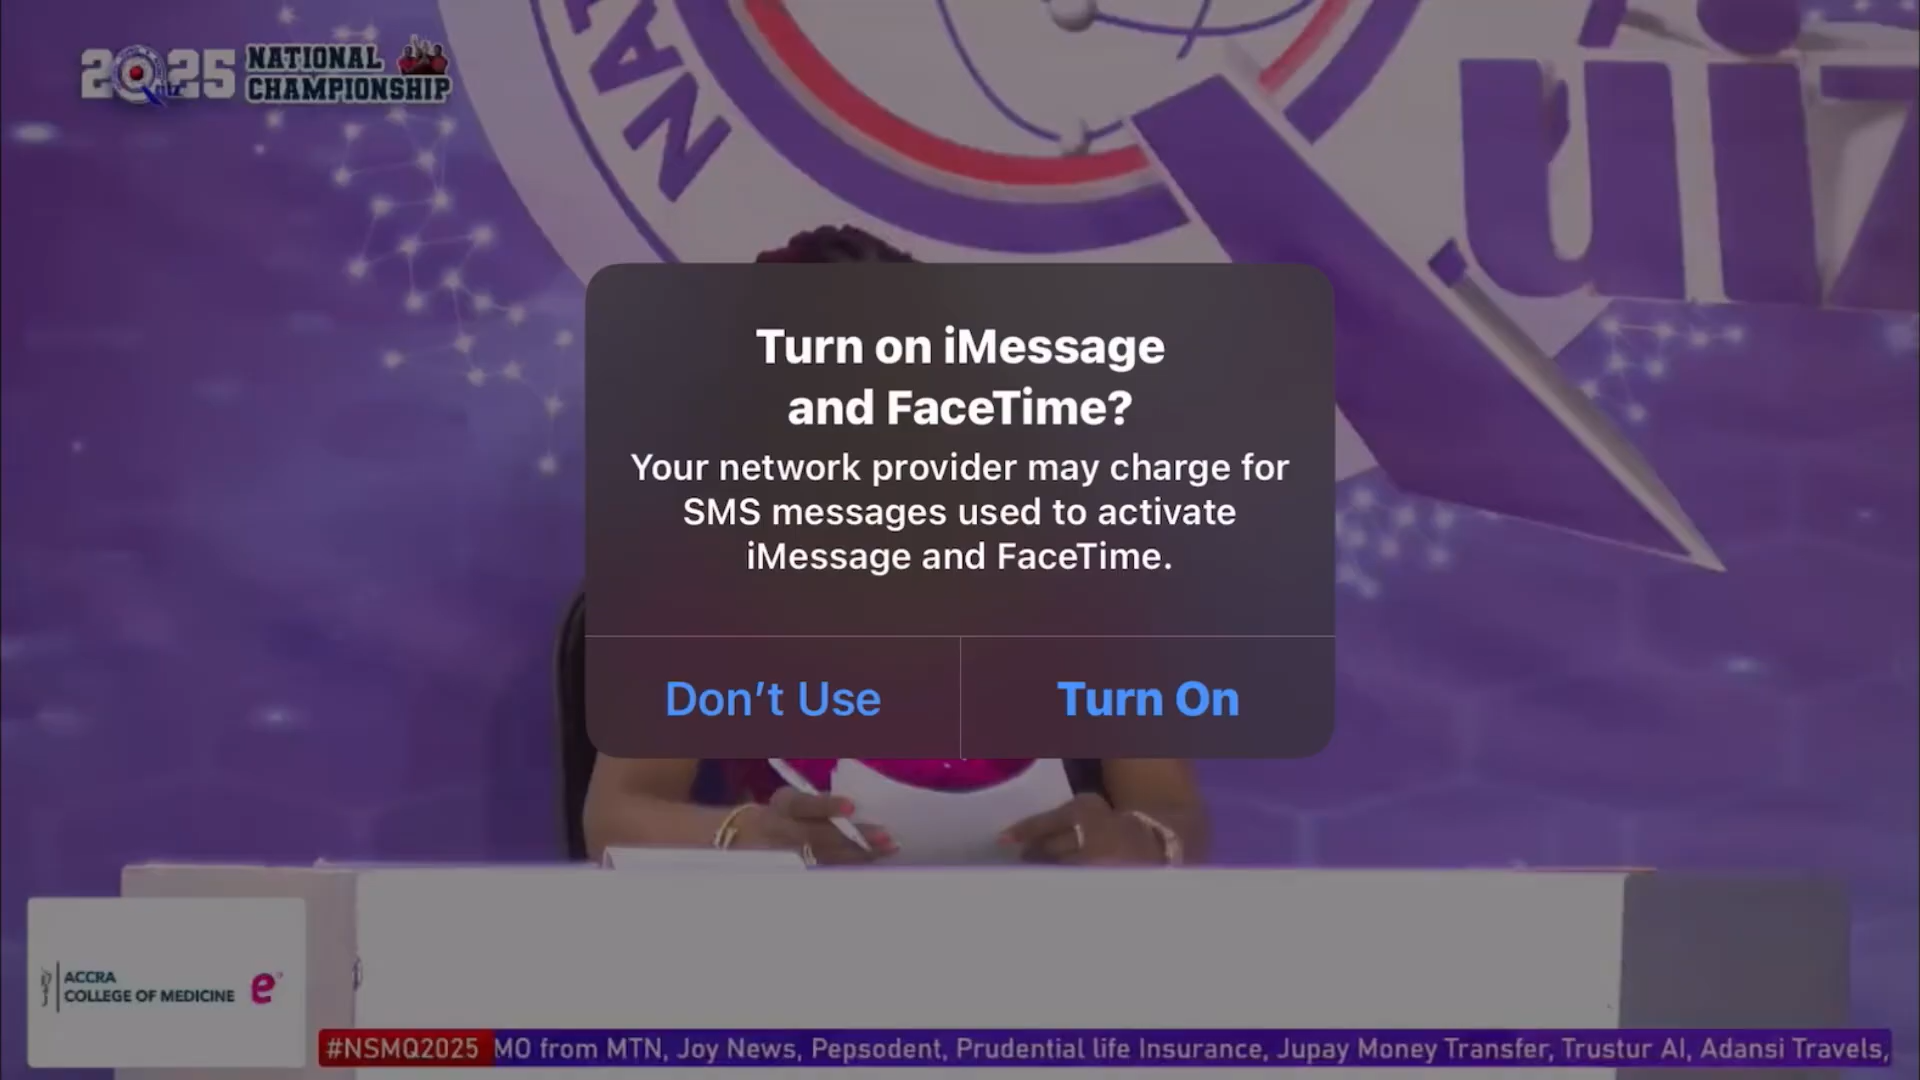 2025 NATIONAL
CHAMPIONSHIP
NAT
Quiz
Turn on iMessage
and FaceTime?
Your network provider may charge for
SMS messages used to activate
iMessage and FaceTime.
Don’t Use
Turn On
ACCRA
COLLEGE OF MEDICINE
e
#NSMQ2025 MO from MTN, Joy News, Pepsodent, Prudential life Insurance, Jupay Money Transfer, Trustur AI, Adansi Travels,